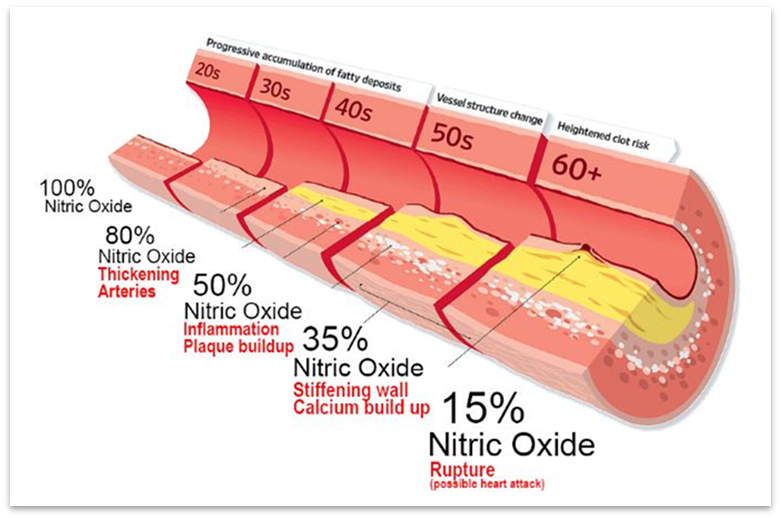 Progressive accumulation of fatty deposits
Vessel structure change
Heightened clot risk
20s
30s
40s
50s
60+
100%
Nitric Oxide
80%
Nitric Oxide
Thickening
Arteries
50%
Nitric Oxide
Inflammation
Plaque buildup
35%
Nitric Oxide
Stiffening wall
Calcium build up
15%
Nitric Oxide
Rupture
(possible heart attack)